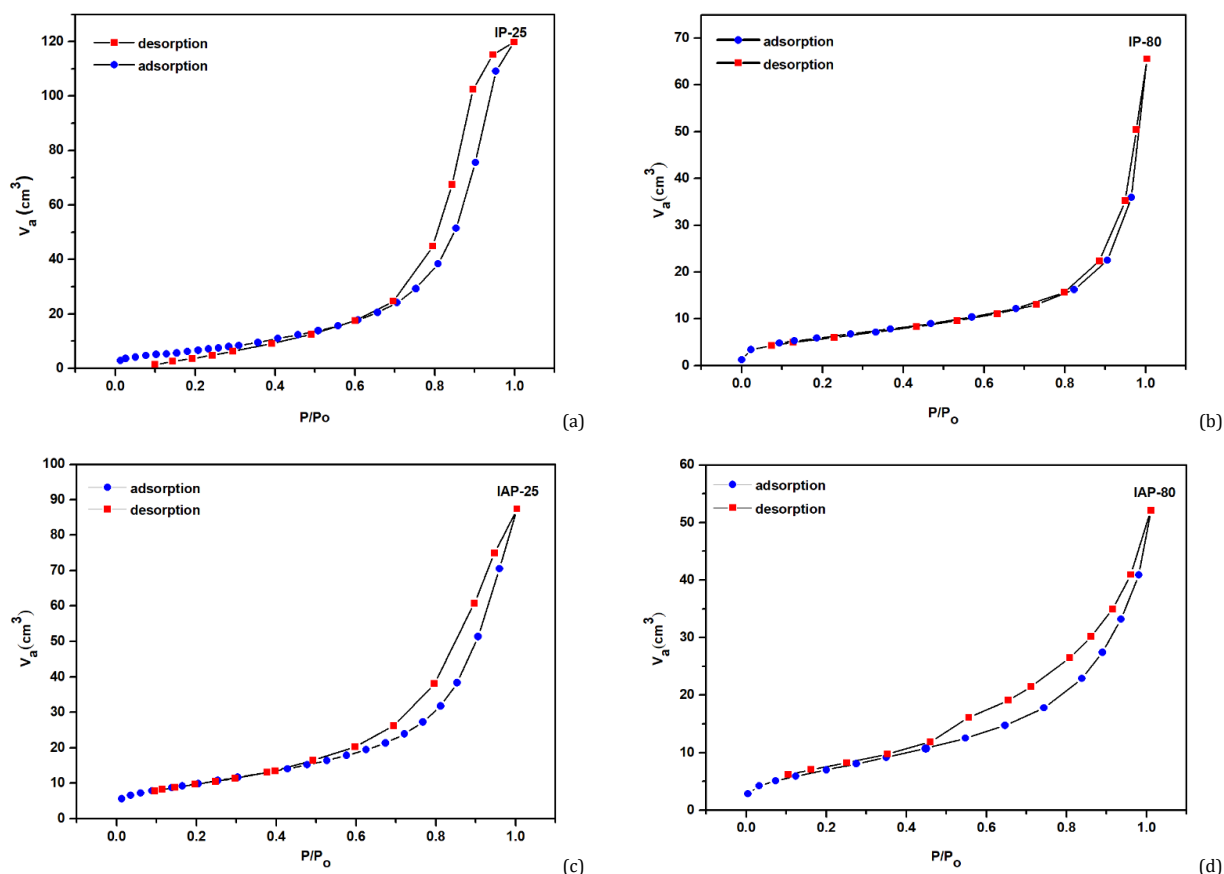 IP-25
desorption
adsorption
120
100
80
60
40
20
0
0.0 0.2 0.4 0.6 0.8 1.0
Va (cm3)
P/Po
(a)
IP-80
adsorption
desorption
70
60
50
40
30
20
10
0
0.0 0.2 0.4 0.6 0.8 1.0
Va(cm3)
P/Po
(b)
IAP-25
adsorption
desorption
100
90
80
70
60
50
40
30
20
10
0
0.0 0.2 0.4 0.6 0.8 1.0
Va(cm3)
P/Po
(c)
IAP-80
adsorption
desorption
60
50
40
30
20
10
0
0.0 0.2 0.4 0.6 0.8 1.0
Va(cm3)
P/Po
(d)